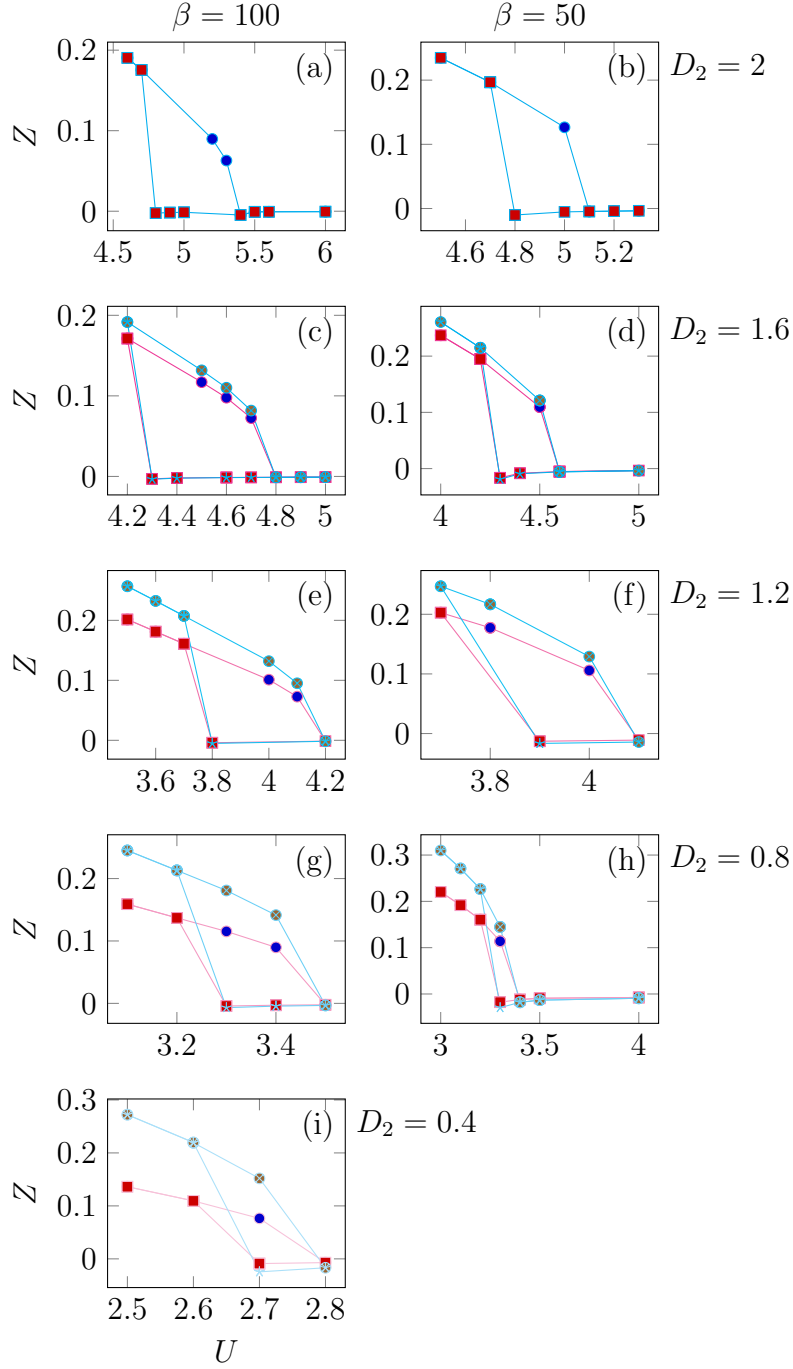 β = 100
β = 50
0.2
0.1
0
Z
(a)
4.5 5 5.5 6
0.2
0.1
0
(b)
4.6 4.8 5 5.2
D₂ = 2
0.2
0.1
0
Z
(c)
4.2 4.4 4.6 4.8 5
0.2
0
(d)
4 4.5 5
D₂ = 1.6
0.2
0.1
0
Z
(e)
3.6 3.8 4 4.2
0.2
0.1
0
(f)
3.8 4
D₂ = 1.2
0.2
0.1
0
Z
(g)
3.2 3.4
0.3
0.2
0.1
0
(h)
3 3.5 4
D₂ = 0.8
0.3
0.2
0.1
0
Z
(i)
D₂ = 0.4
2.5 2.6 2.7 2.8
U